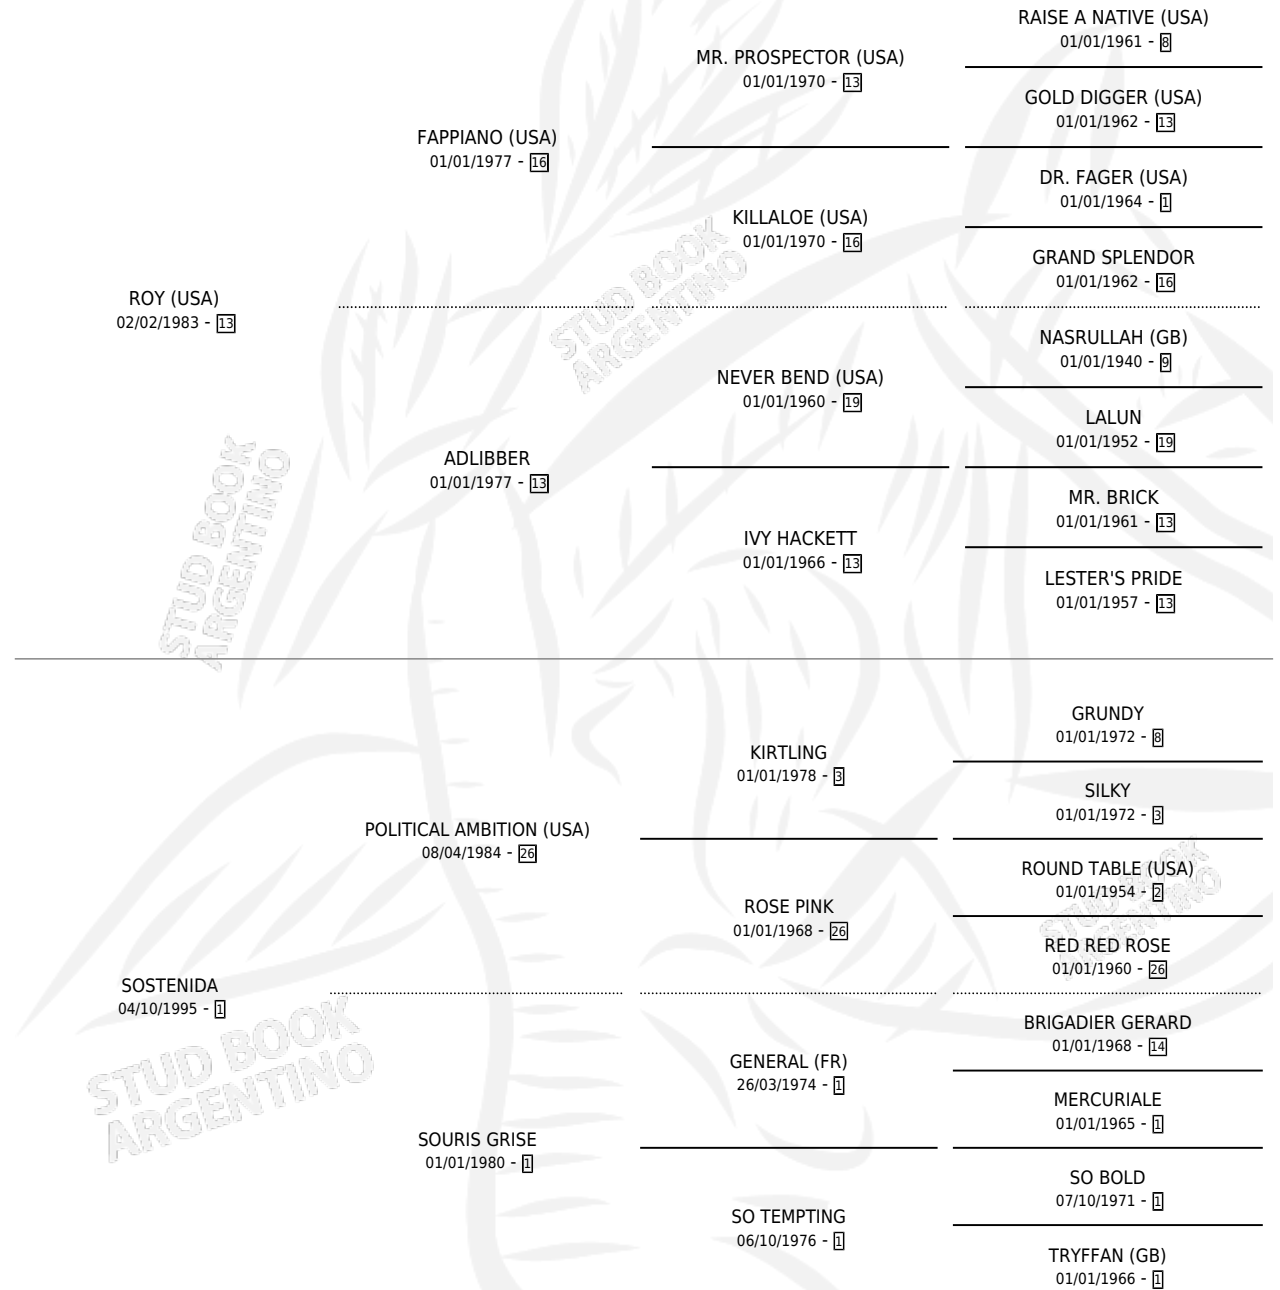 RAISE A NATIVE (USA)
01/01/1961 - 8
MR. PROSPECTOR (USA)
01/01/1970 - 13
GOLD DIGGER (USA)
01/01/1962 - 13
FAPPIANO (USA)
01/01/1977 - 16
DR. FAGER (USA)
01/01/1964 - 1
KILLALOE (USA)
01/01/1970 - 16
GRAND SPLENDOR
01/01/1962 - 16
ROY (USA)
02/02/1983 - 13
NASRULLAH (GB)
01/01/1940 - 9
NEVER BEND (USA)
01/01/1960 - 19
LALUN
01/01/1952 - 19
ADLIBBER
01/01/1977 - 13
MR. BRICK
01/01/1961 - 13
IVY HACKETT
01/01/1966 - 13
LESTER'S PRIDE
01/01/1957 - 13
GRUNDY
01/01/1972 - 8
KIRTLING
01/01/1978 - 3
SILKY
01/01/1972 - 3
POLITICAL AMBITION (USA)
08/04/1984 - 26
ROUND TABLE (USA)
01/01/1954 - 2
ROSE PINK
01/01/1968 - 26
RED RED ROSE
01/01/1960 - 26
SOSTENIDA
04/10/1995 - 1
BRIGADIER GERARD
01/01/1968 - 14
GENERAL (FR)
26/03/1974 - 1
MERCURIALE
01/01/1965 - 1
SOURIS GRISE
01/01/1980 - 1
SO BOLD
07/10/1971 - 1
SO TEMPTING
06/10/1976 - 1
TRYFFAN (GB)
01/01/1966 - 1
STUD BOOK
ARGENTINO
STUD BOOK
ARGENTINO
STUD BOOK
ARGENTINO
STUD BOOK
ARGENTINO